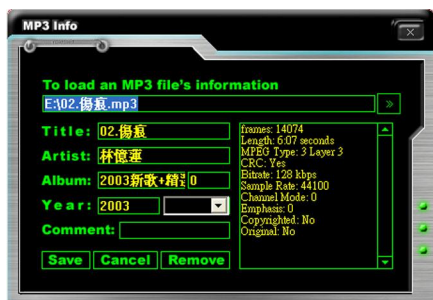 MP3 Info
To load an MP3 file's information
E:\02.傷痕.mp3
Title: 02.傷痕
Artist: 林憶蓮
Album: 2003新歌+精 0
Year: 2003
Comment:
Save Cancel Remove
frames: 14074
Length: 6:07 seconds
MPEG Type: 3 Layer 3
CRC: Yes
Bitrate: 128 kbps
Sample Rate: 44100
Channel Mode: 0
Emphasis: 0
Copyrighted: No
Original: No